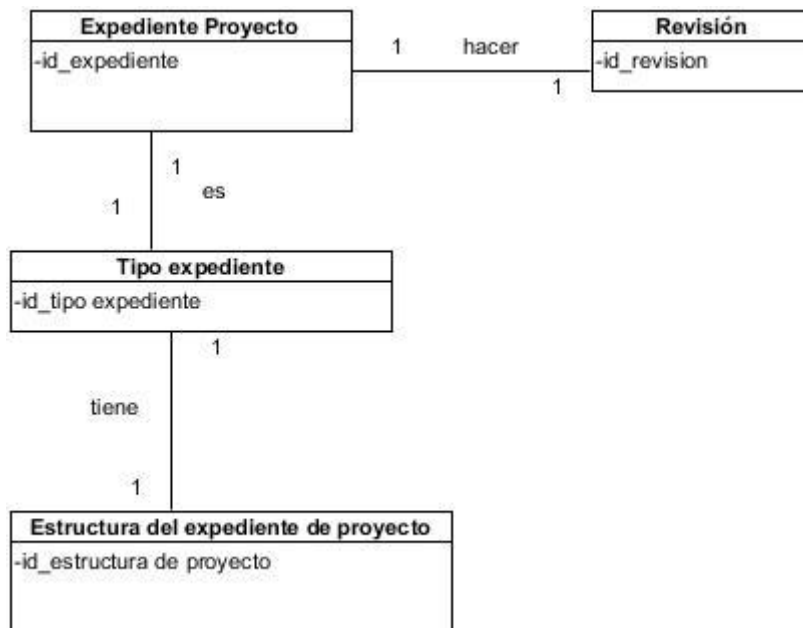 Expediente Proyecto
-id_expediente
1 hacer
1
Revisión
-id_revision
1
es
1
Tipo expediente
-id_tipo expediente
1
tiene
1
Estructura del expediente de proyecto
-id_estructura de proyecto